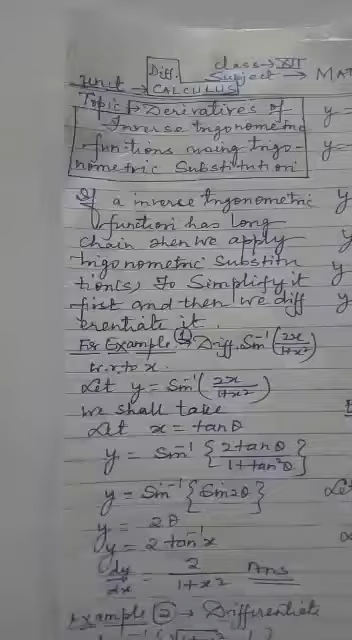 Diff. class → XII
Unit → CALCULUS Subject → MAT
Topic → Derivatives of y =
Inverse trigonometric y =
functions using trigo-
nometric Substitution
If a inverse trigonometric y
function has long
chain then we apply y
trigonometric substitu y
tion(s) to Simplify it
first and then we diff y
erentiate it.
For Example ① → Diff. Sin⁻¹(2x/1+x²)
w.r.to x.
Let y = Sin⁻¹(2x/1+x²)
we shall take
Let x = tanθ
y = Sin⁻¹{2tanθ/1+tan²θ}
y = Sin⁻¹{Sin2θ} Let
y = 2θ
y = 2 tan⁻¹x
dy/dx = 2/1+x² Ans
Example ② → Differentiate